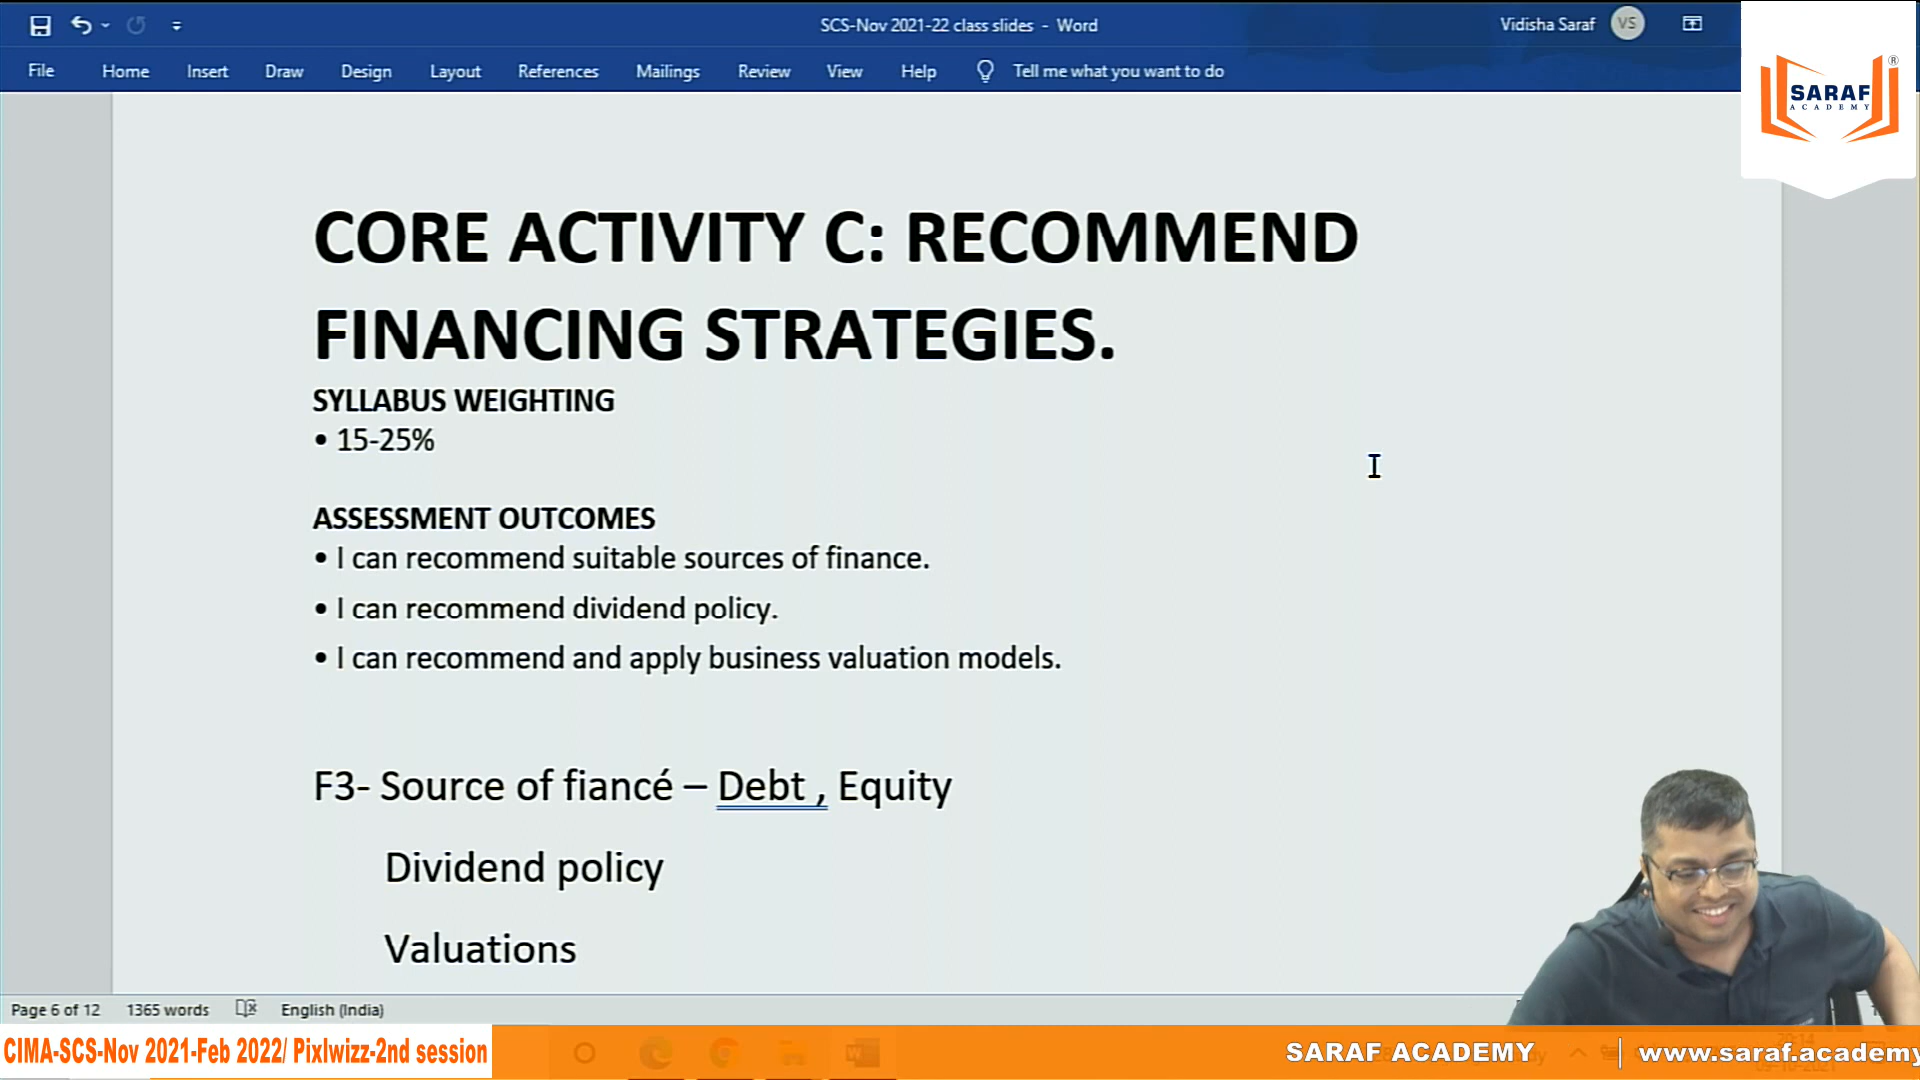 SCS-Nov 2021-22 class slides - Word
Vidisha Saraf VS
File Home Insert Draw Design Layout References Mailings Review View Help Tell me what you want to do
SARAF
ACADEMY
®
CORE ACTIVITY C: RECOMMEND
FINANCING STRATEGIES.
SYLLABUS WEIGHTING
• 15-25%
ASSESSMENT OUTCOMES
• I can recommend suitable sources of finance.
• I can recommend dividend policy.
• I can recommend and apply business valuation models.
F3- Source of fiancé – Debt , Equity
Dividend policy
Valuations
Page 6 of 12 1365 words English (India)
CIMA-SCS-Nov 2021-Feb 2022/ Pixlwizz-2nd session
SARAF ACADEMY | www.saraf.academy